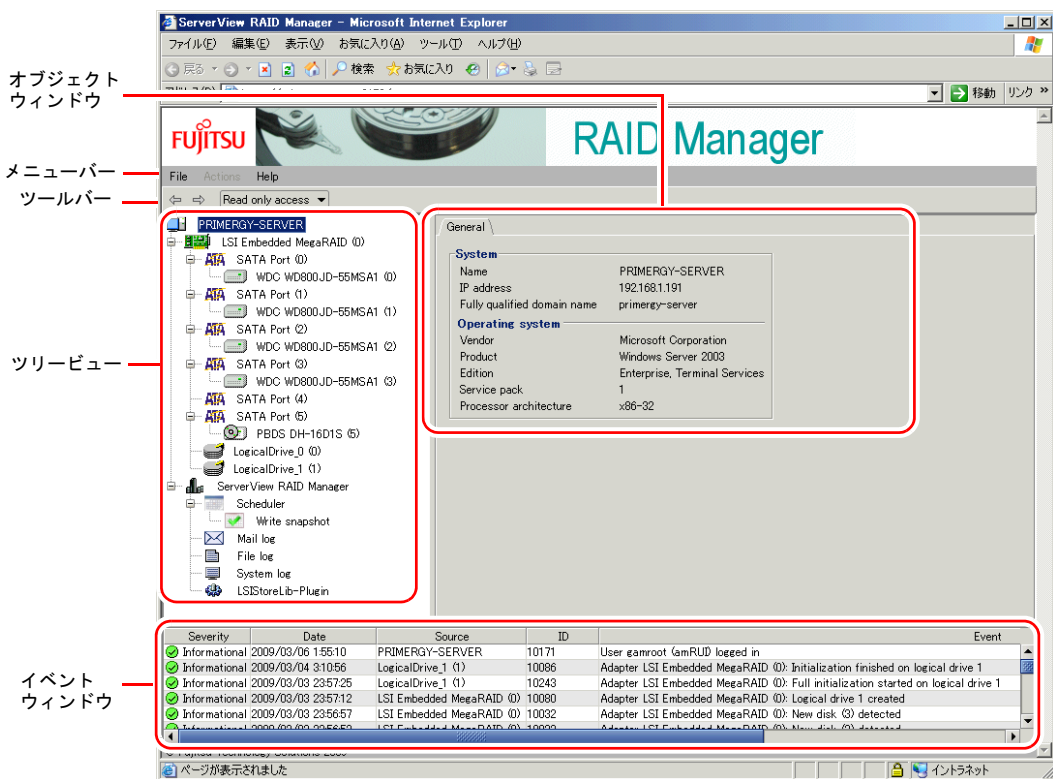 ServerView RAID Manager - Microsoft Internet Explorer
ファイル(F) 編集(E) 表示(V) お気に入り(A) ツール(T) ヘルプ(H)
戻る 検索 お気に入り
移動 リンク »
オブジェクト
ウィンドウ
FUJITSU
RAID Manager
メニューバー
File Actions Help
ツールバー
Read only access
ツリービュー
PRIMERGY-SERVER
LSI Embedded MegaRAID (0)
SATA Port (0)
WDC WD800JD-55MSA1 (0)
SATA Port (1)
WDC WD800JD-55MSA1 (1)
SATA Port (2)
WDC WD800JD-55MSA1 (2)
SATA Port (3)
WDC WD800JD-55MSA1 (3)
SATA Port (4)
SATA Port (5)
PBDS DH-16D1S (5)
LogicalDrive_0 (0)
LogicalDrive_1 (1)
ServerView RAID Manager
Scheduler
Write snapshot
Mail log
File log
System log
LSIStoreLib-Plugin
General
System
Name PRIMERGY-SERVER
IP address 192.168.1.191
Fully qualified domain name primergy-server
Operating system
Vendor Microsoft Corporation
Product Windows Server 2003
Edition Enterprise, Terminal Services
Service pack 1
Processor architecture x86-32
イベント
ウィンドウ
Severity Date Source ID Event
Informational 2009/03/06 1:55:10 PRIMERGY-SERVER 10171 User gamroot (amRUD) logged in
Informational 2009/03/04 3:10:56 LogicalDrive_1 (1) 10086 Adapter LSI Embedded MegaRAID (0): Initialization finished on logical drive 1
Informational 2009/03/03 23:57:25 LogicalDrive_1 (1) 10243 Adapter LSI Embedded MegaRAID (0): Full initialization started on logical drive 1
Informational 2009/03/03 23:57:12 LSI Embedded MegaRAID (0) 10080 Adapter LSI Embedded MegaRAID (0): Logical drive 1 created
Informational 2009/03/03 23:56:57 LSI Embedded MegaRAID (0) 10032 Adapter LSI Embedded MegaRAID (0): New disk (3) detected
ページが表示されました イントラネット